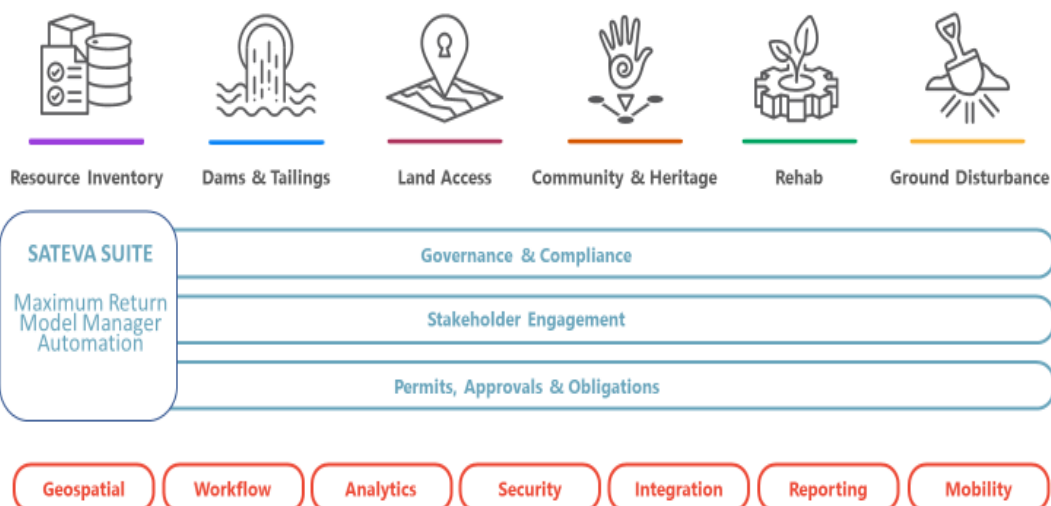 Resource Inventory
Dams & Tailings
Land Access
Community & Heritage
Rehab
Ground Disturbance
SATEVA SUITE
Maximum Return
Model Manager
Automation
Governance & Compliance
Stakeholder Engagement
Permits, Approvals & Obligations
Geospatial
Workflow
Analytics
Security
Integration
Reporting
Mobility